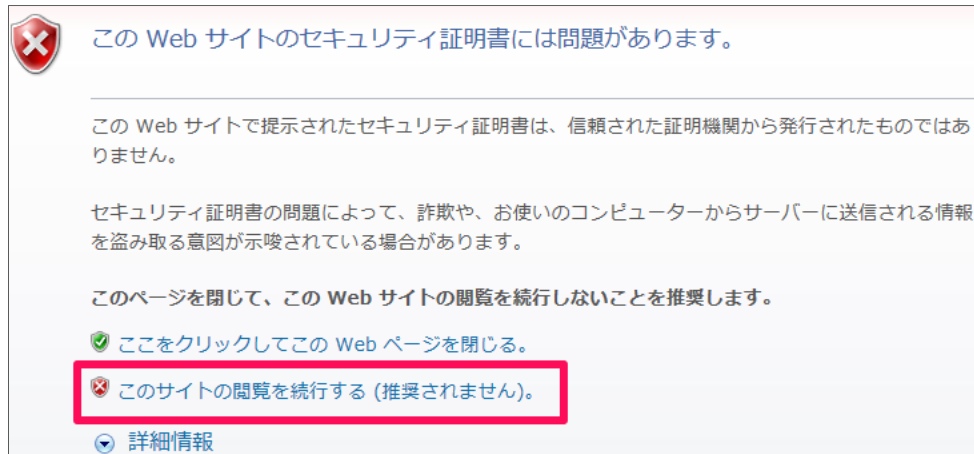 この Web サイトのセキュリティ証明書には問題があります。
この Web サイトで提示されたセキュリティ証明書は、信頼された証明機関から発行されたものではあ
りません。
セキュリティ証明書の問題によって、詐欺や、お使いのコンピューターからサーバーに送信される情報
を盗み取る意図が示唆されている場合があります。
このページを閉じて、この Web サイトの閲覧を続行しないことを推奨します。
ここをクリックしてこの Web ページを閉じる。
このサイトの閲覧を続行する (推奨されません)。
詳細情報